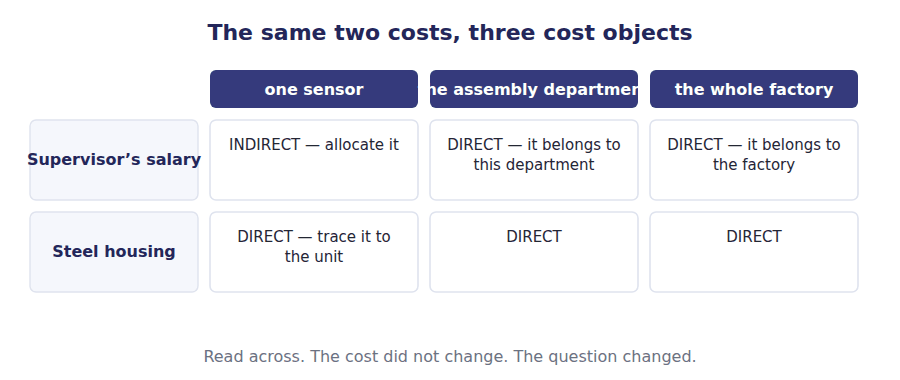 The same two costs, three cost objects
one sensor
he assembly departmen
the whole factory
Supervisor’s salary
INDIRECT — allocate it
DIRECT — it belongs to
this department
DIRECT — it belongs to
the factory
Steel housing
DIRECT — trace it to
the unit
DIRECT
DIRECT
Read across. The cost did not change. The question changed.